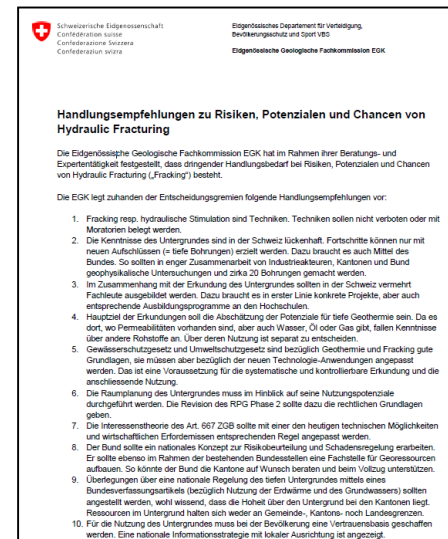 Schweizerische Eidgenossenschaft
Confédération suisse
Confederazione Svizzera
Confederaziun svizra
Eidgenössisches Departement für Verteidigung,
Bevölkerungsschutz und Sport VBS
Eidgenössische Geologische Fachkommission EGK
Handlungsempfehlungen zu Risiken, Potenzialen und Chancen von
Hydraulic Fracturing
Die Eidgenössische Geologische Fachkommission EGK hat im Rahmen ihrer Beratungs- und
Expertentätigkeit festgestellt, dass dringender Handlungsbedarf bei Risiken, Potenzialen und Chancen
von Hydraulic Fracturing („Fracking") besteht.
Die EGK legt zuhanden der Entscheidungsgremien folgende Handlungsempfehlungen vor:
1. Fracking resp. hydraulische Stimulation sind Techniken. Techniken sollen nicht verboten oder mit
Moratorien belegt werden.
2. Die Kenntnisse des Untergrundes sind in der Schweiz lückenhaft. Fortschritte können nur mit
neuen Aufschlüssen (= tiefe Bohrungen) erzielt werden. Dazu braucht es auch Mittel des
Bundes. So sollten in enger Zusammenarbeit von Industrieakteuren, Kantonen und Bund
geophysikalische Untersuchungen und zirka 20 Bohrungen gemacht werden.
3. Im Zusammenhang mit der Erkundung des Untergrundes sollten in der Schweiz vermehrt
Fachleute ausgebildet werden. Dazu braucht es in erster Linie konkrete Projekte, aber auch
entsprechende Ausbildungsprogramme an den Hochschulen.
4. Hauptziel der Erkundungen soll die Abschätzung der Potenziale für tiefe Geothermie sein. Da es
dort, wo Permeabilitäten vorhanden sind, aber auch Wasser, Öl oder Gas gibt, fallen Kenntnisse
über andere Rohstoffe an. Über deren Nutzung ist separat zu entscheiden.
5. Gewässerschutzgesetz und Umweltschutzgesetz sind bezüglich Geothermie und Fracking gute
Grundlagen, sie müssen aber bezüglich der neuen Technologie-Anwendungen angepasst
werden. Das ist eine Voraussetzung für die systematische und kontrollierbare Erkundung und die
anschliessende Nutzung.
6. Die Raumplanung des Untergrundes muss im Hinblick auf seine Nutzungspotenziale
durchgeführt werden. Die Revision des RPG Phase 2 sollte dazu die rechtlichen Grundlagen
geben.
7. Die Interessenstheorie des Art. 667 ZGB sollte mit einer den heutigen technischen Möglichkeiten
und wirtschaftlichen Erfordernissen entsprechenden Regel angepasst werden.
8. Der Bund sollte ein nationales Konzept zur Risikobeurteilung und Schadensregelung erarbeiten.
Er sollte ebenso im Rahmen der bestehenden Bundesstellen eine Fachstelle für Georessourcen
aufbauen. So könnte der Bund die Kantone auf Wunsch beraten und beim Vollzug unterstützen.
9. Überlegungen über eine nationale Regelung des tiefen Untergrundes mittels eines
Bundesverfassungsartikels (bezüglich Nutzung der Erdwärme und des Grundwassers) sollten
angestellt werden, wohl wissend, dass die Hoheit über den Untergrund bei den Kantonen liegt.
Ressourcen im Untergrund halten sich weder an Gemeinde-, Kantons- noch Landesgrenzen.
10. Für die Nutzung des Untergrundes muss bei der Bevölkerung eine Vertrauensbasis geschaffen
werden. Eine nationale Informationsstrategie mit lokaler Ausrichtung ist angezeigt.